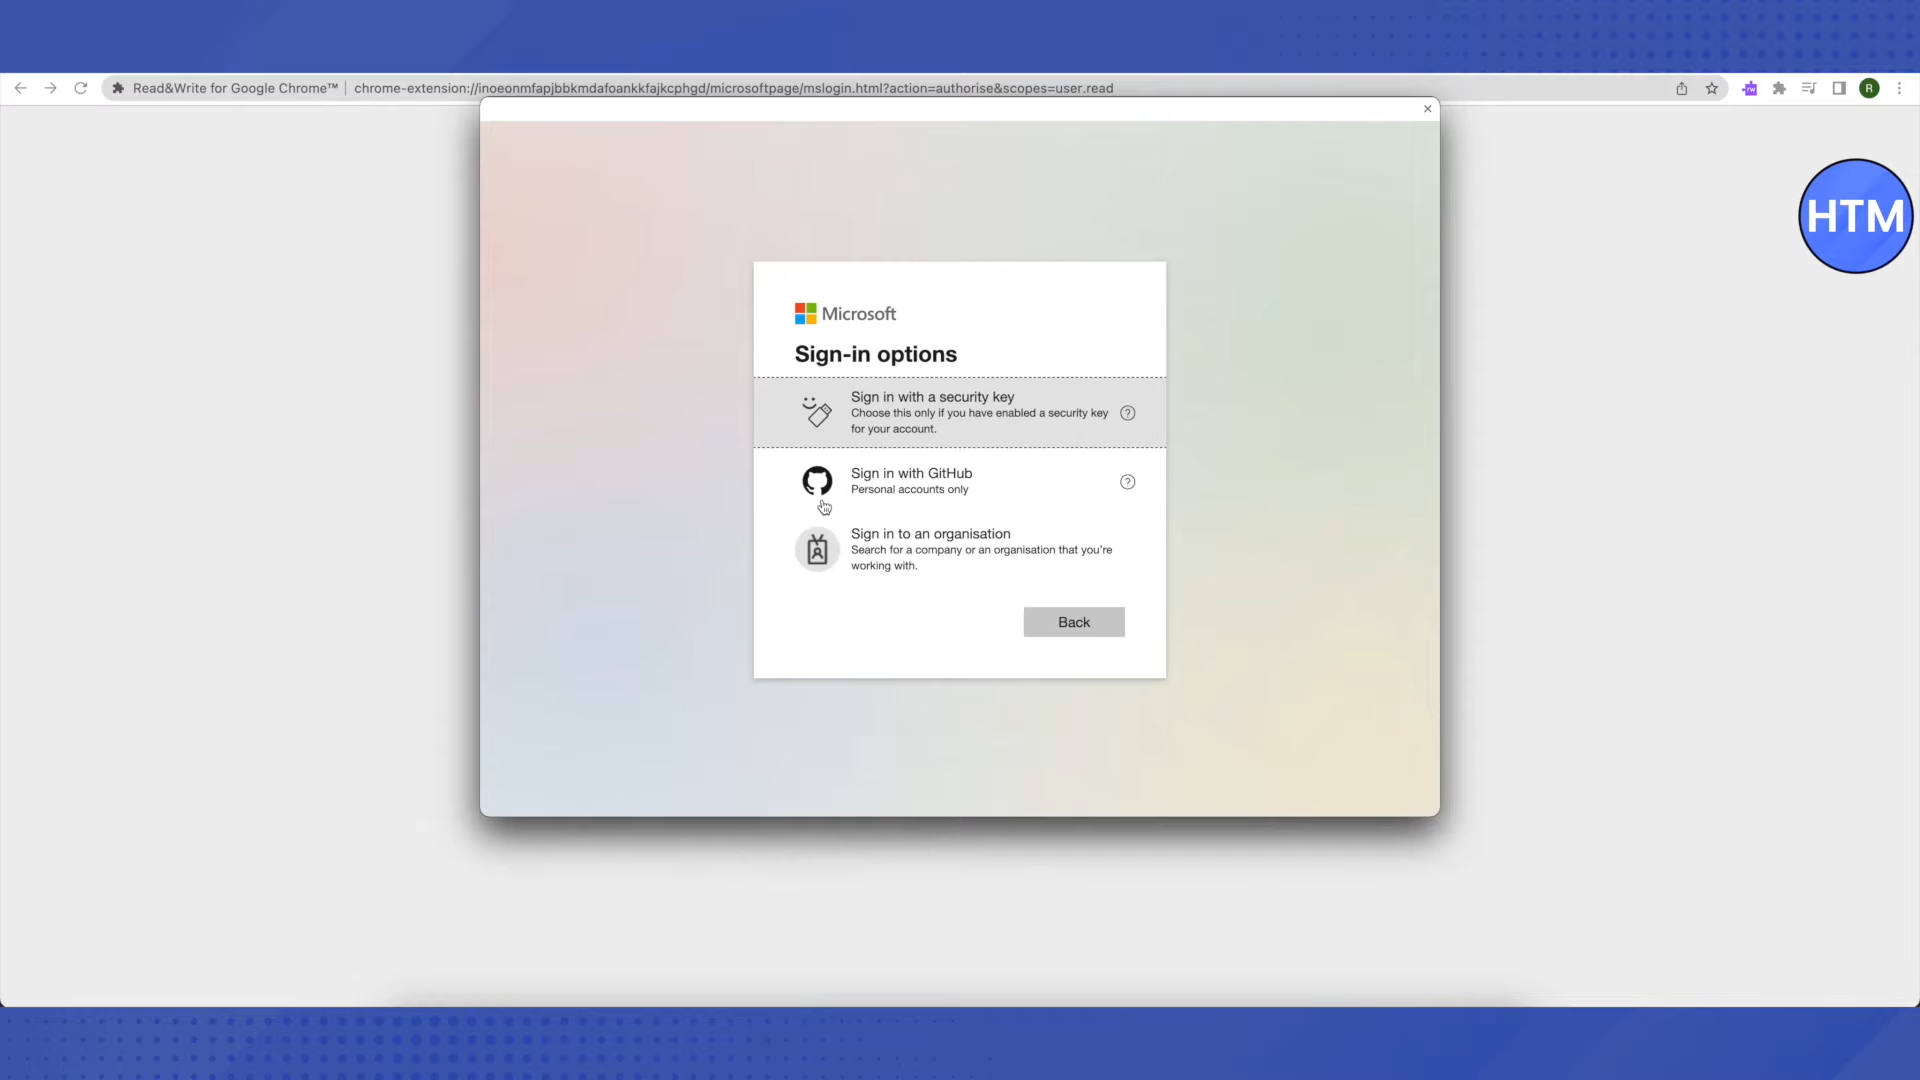 Read&Write for Google Chrome™ | chrome-extension://inoeonmfapjbbkmdafoankkfajkcphgd/microsoftpage/mslogin.html?action=authorise&scopes=user.read
rw
R
HTM
Microsoft
Sign-in options
Sign in with a security key
Choose this only if you have enabled a security key
for your account.
?
Sign in with GitHub
Personal accounts only
?
Sign in to an organisation
Search for a company or an organisation that you're
working with.
Back